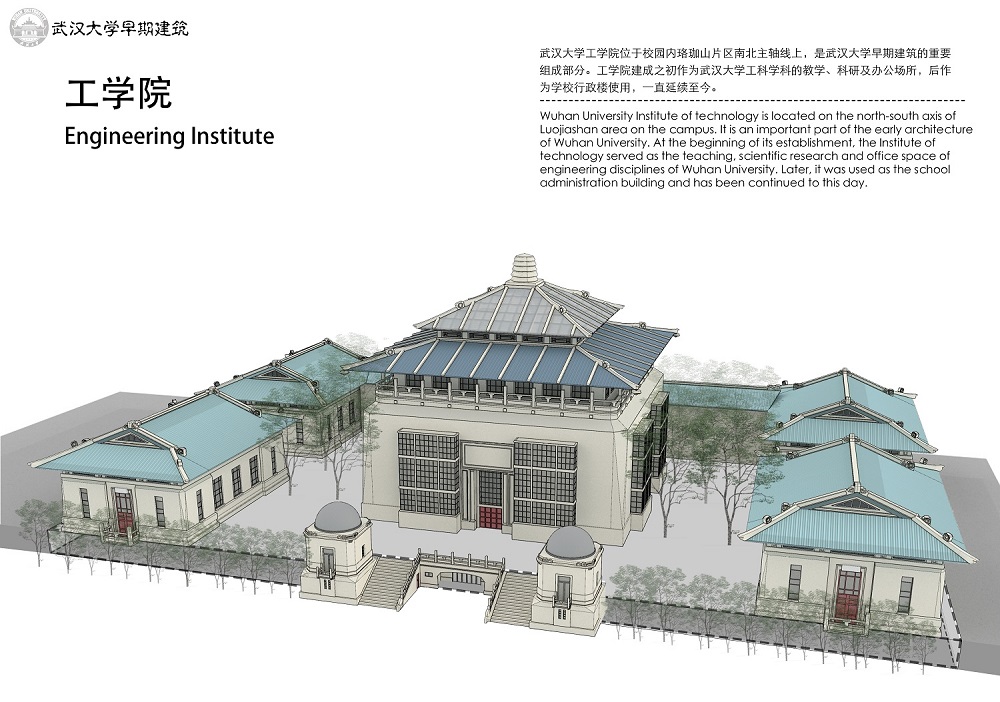 武汉大学早期建筑
工学院
Engineering Institute
武汉大学工学院位于校园内珞珈山片区南北主轴线上，是武汉大学早期建筑的重要
组成部分。工学院建成之初作为武汉大学工科学科的教学、科研及办公场所，后作
为学校行政楼使用，一直延续至今。
Wuhan University Institute of technology is located on the north-south axis of
Luojiashan area on the campus. It is an important part of the early architecture
of Wuhan University. At the beginning of its establishment, the Institute of
technology served as the teaching, scientific research and office space of
engineering disciplines of Wuhan University. Later, it was used as the school
administration building and has been continued to this day.